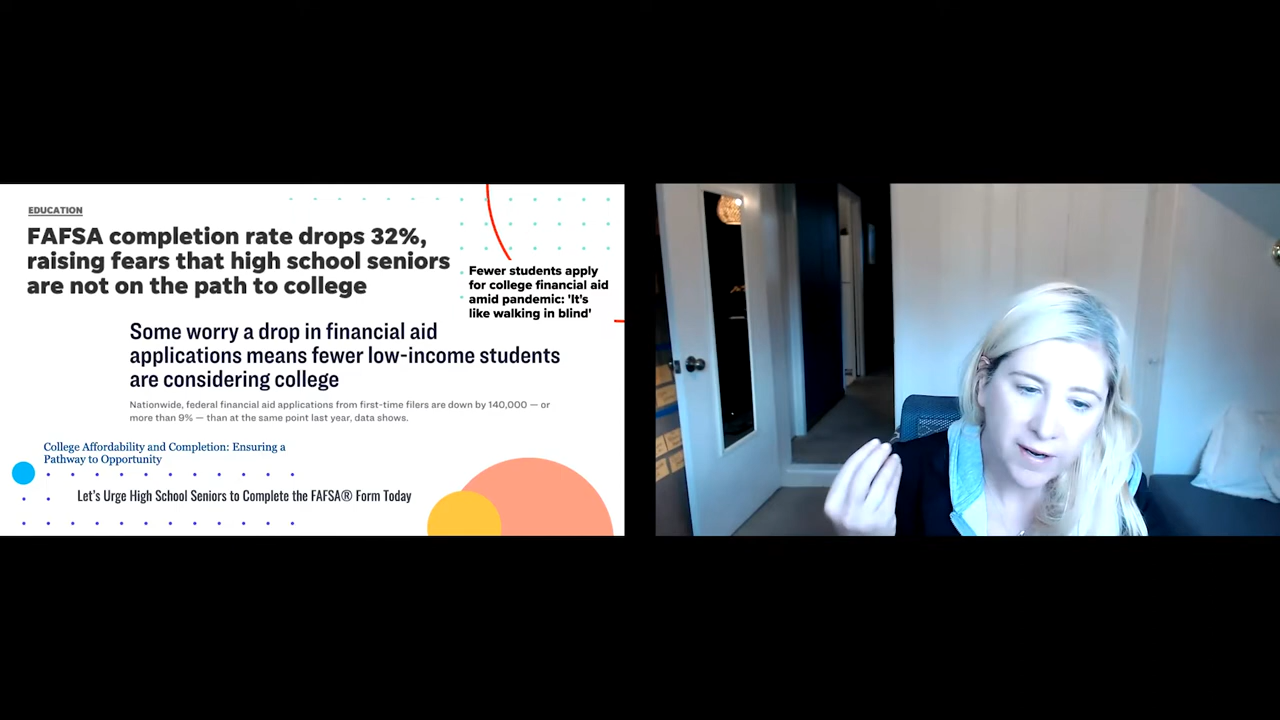 EDUCATION
FAFSA completion rate drops 32%,
raising fears that high school seniors
are not on the path to college
Fewer students apply
for college financial aid
amid pandemic: 'It's
like walking in blind'
Some worry a drop in financial aid
applications means fewer low-income students
are considering college
Nationwide, federal financial aid applications from first-time filers are down by 140,000 — or
more than 9% — than at the same point last year, data shows.
College Affordability and Completion: Ensuring a
Pathway to Opportunity
Let's Urge High School Seniors to Complete the FAFSA® Form Today